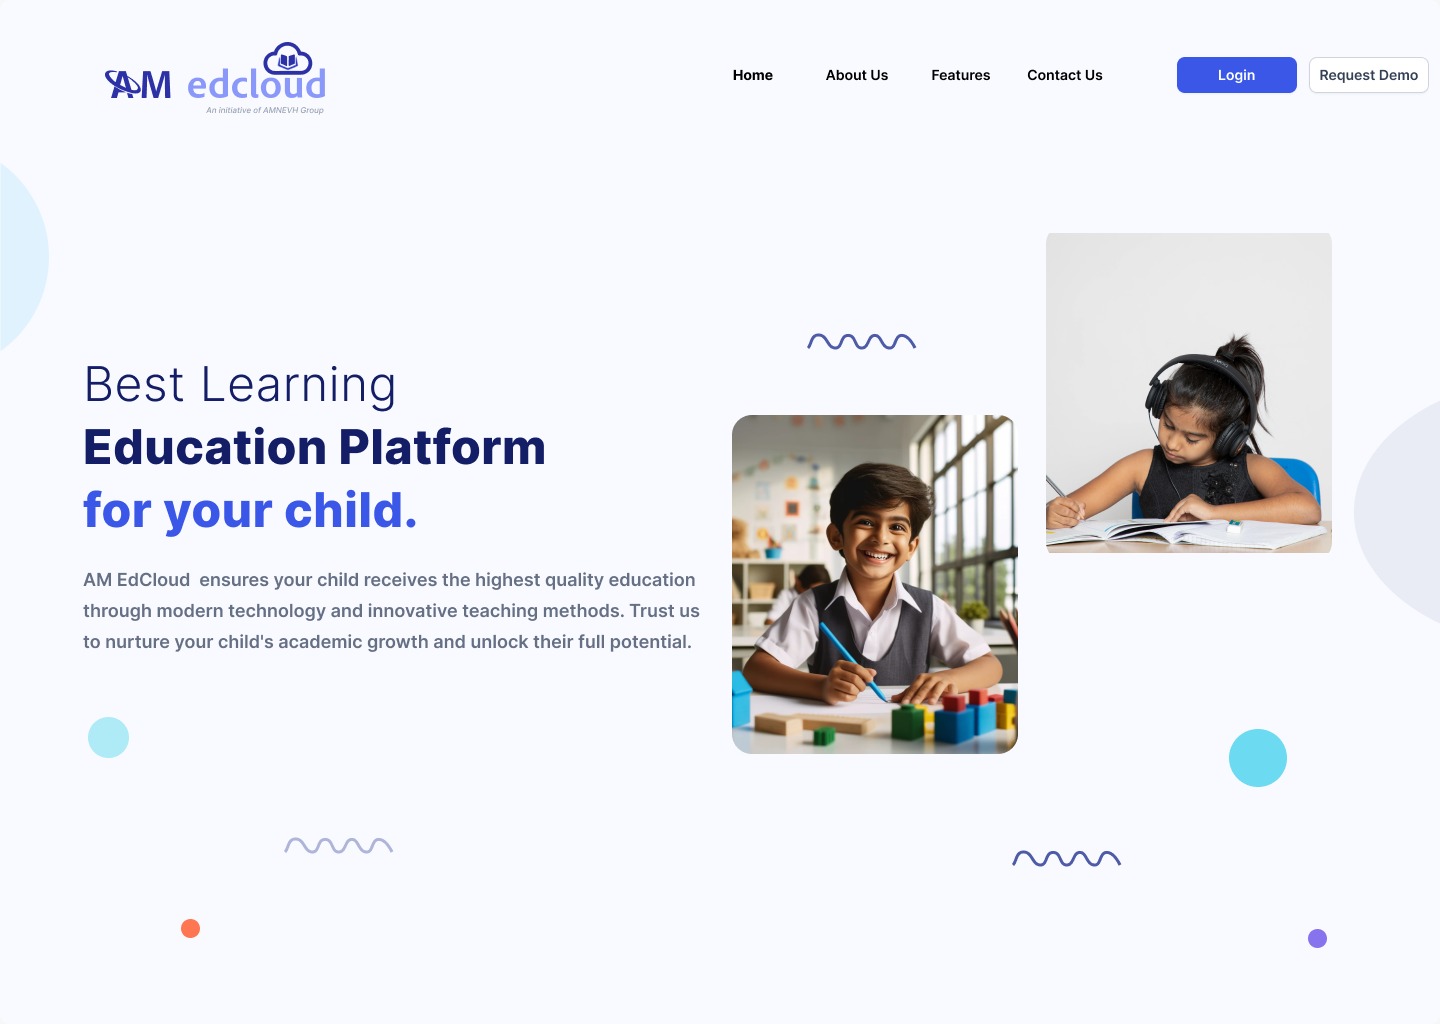 AM edcloud
An initiative of AMNEVH Group
Home
About Us
Features
Contact Us
Login
Request Demo
Best Learning
Education Platform
for your child.
AM EdCloud  ensures your child receives the highest quality education
through modern technology and innovative teaching methods. Trust us
to nurture your child's academic growth and unlock their full potential.